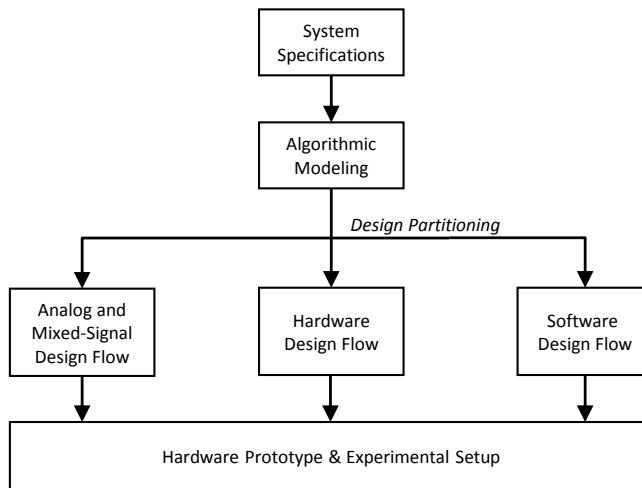 System
Specifications
Algorithmic
Modeling
Design Partitioning
Analog and
Mixed-Signal
Design Flow
Hardware
Design Flow
Software
Design Flow
Hardware Prototype & Experimental Setup